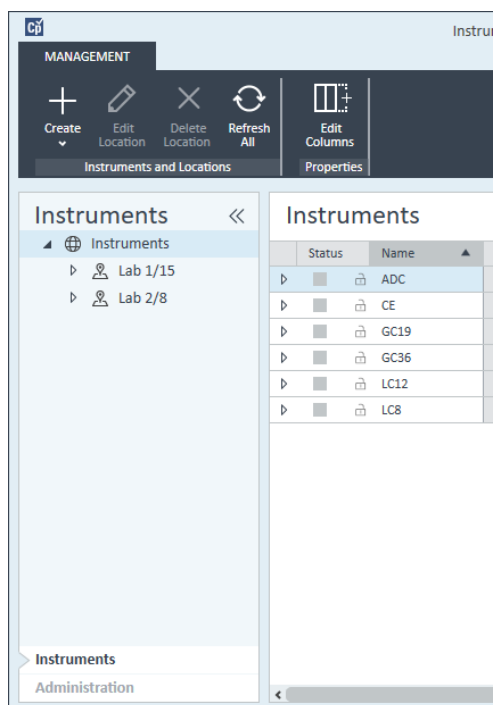 Cp
Instru
MANAGEMENT
Create
Edit Location
Delete Location
Refresh All
Edit Columns
Instruments and Locations
Properties
Instruments
Instruments
Lab 1/15
Lab 2/8
Instruments
Administration
Instruments
Status Name
ADC
CE
GC19
GC36
LC12
LC8